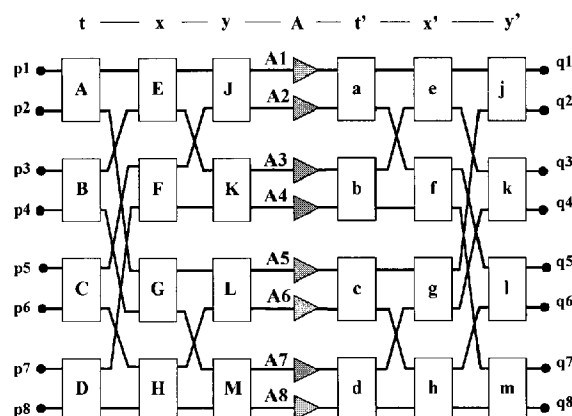 t — x — y — A — t' — x' — y'
p1 A E J A1 a e j q1
p2 A2 q2
p3 B F K A3 b f k q3
p4 A4 q4
p5 C G L A5 c g l q5
p6 A6 q6
p7 D H M A7 d h m q7
p8 A8 q8